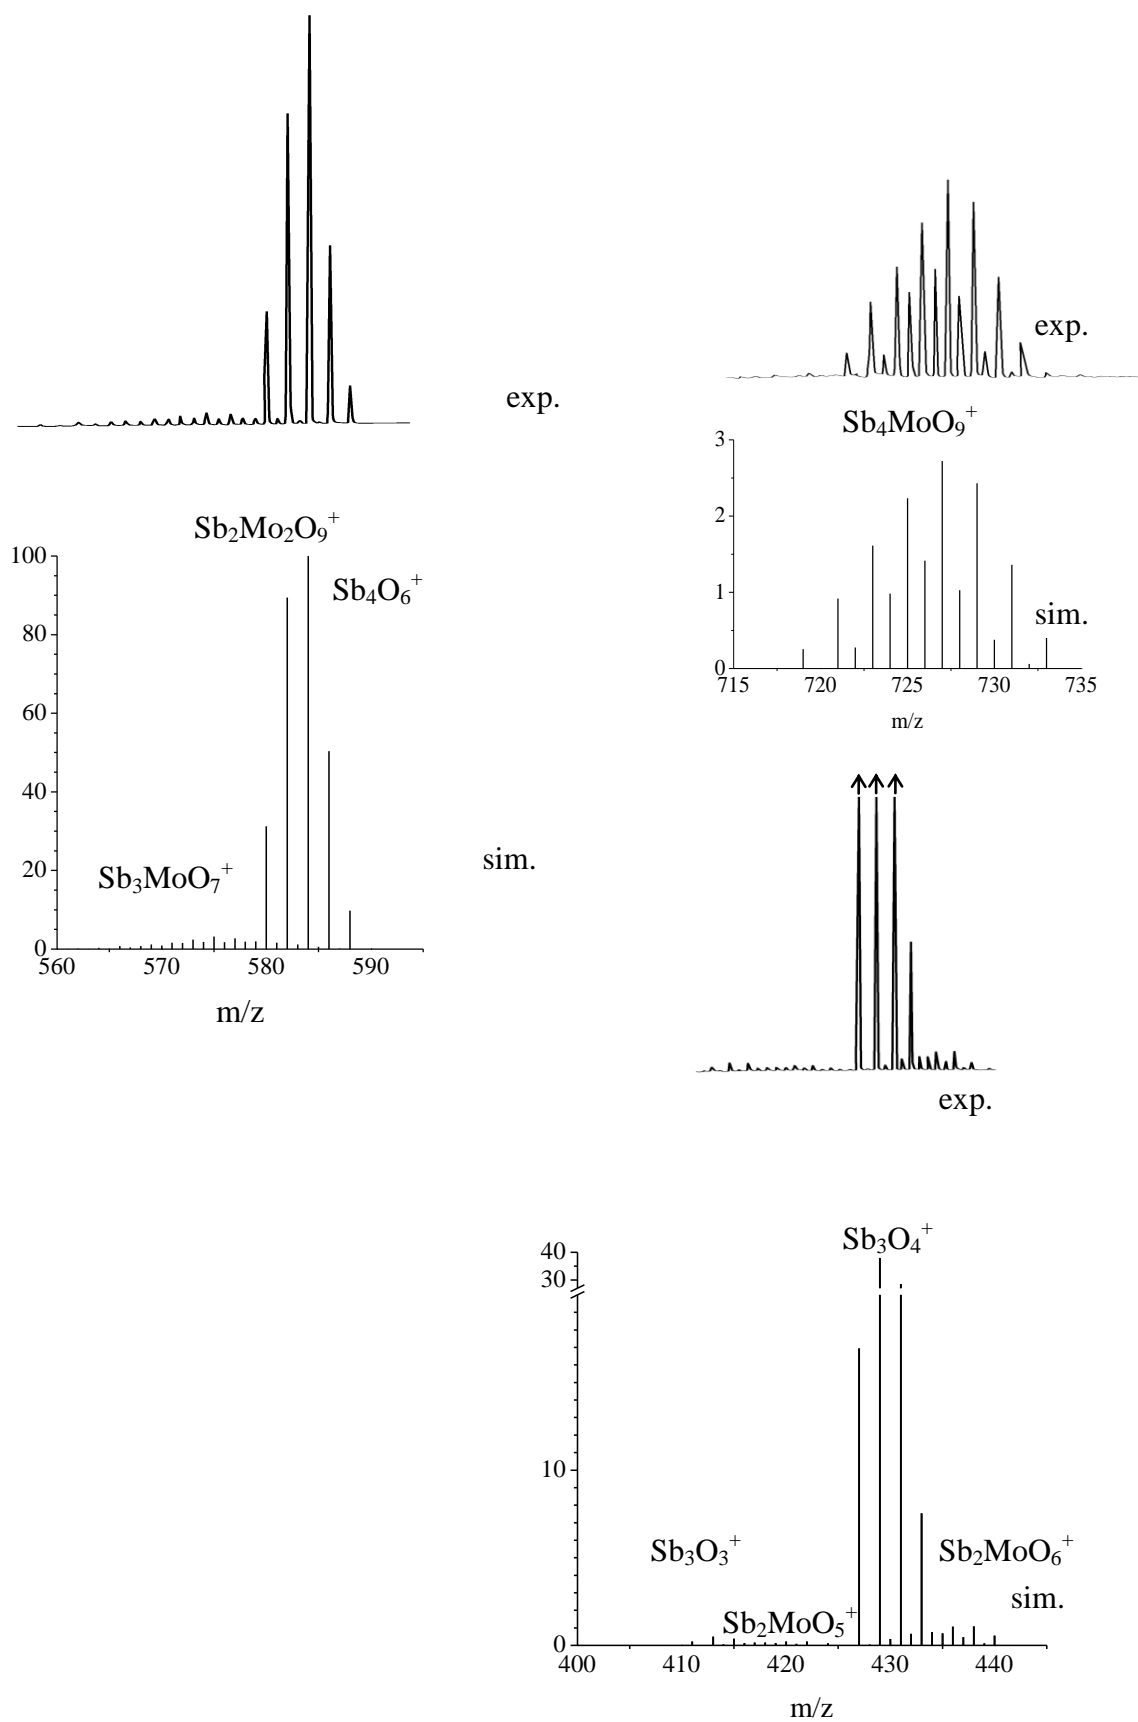 exp.
Sb₂Mo₂O₉⁺
100
Sb₄O₆⁺
80
60
40
sim.
Sb₃MoO₇⁺
20
0
560 570 580 590
m/z
exp.
Sb₄MoO₉⁺
3
2
1
sim.
0
715 720 725 730 735
m/z
exp.
Sb₃O₄⁺
40
30
10
Sb₃O₃⁺ Sb₂MoO₆⁺
sim.
Sb₂MoO₅⁺
0
400 410 420 430 440
m/z